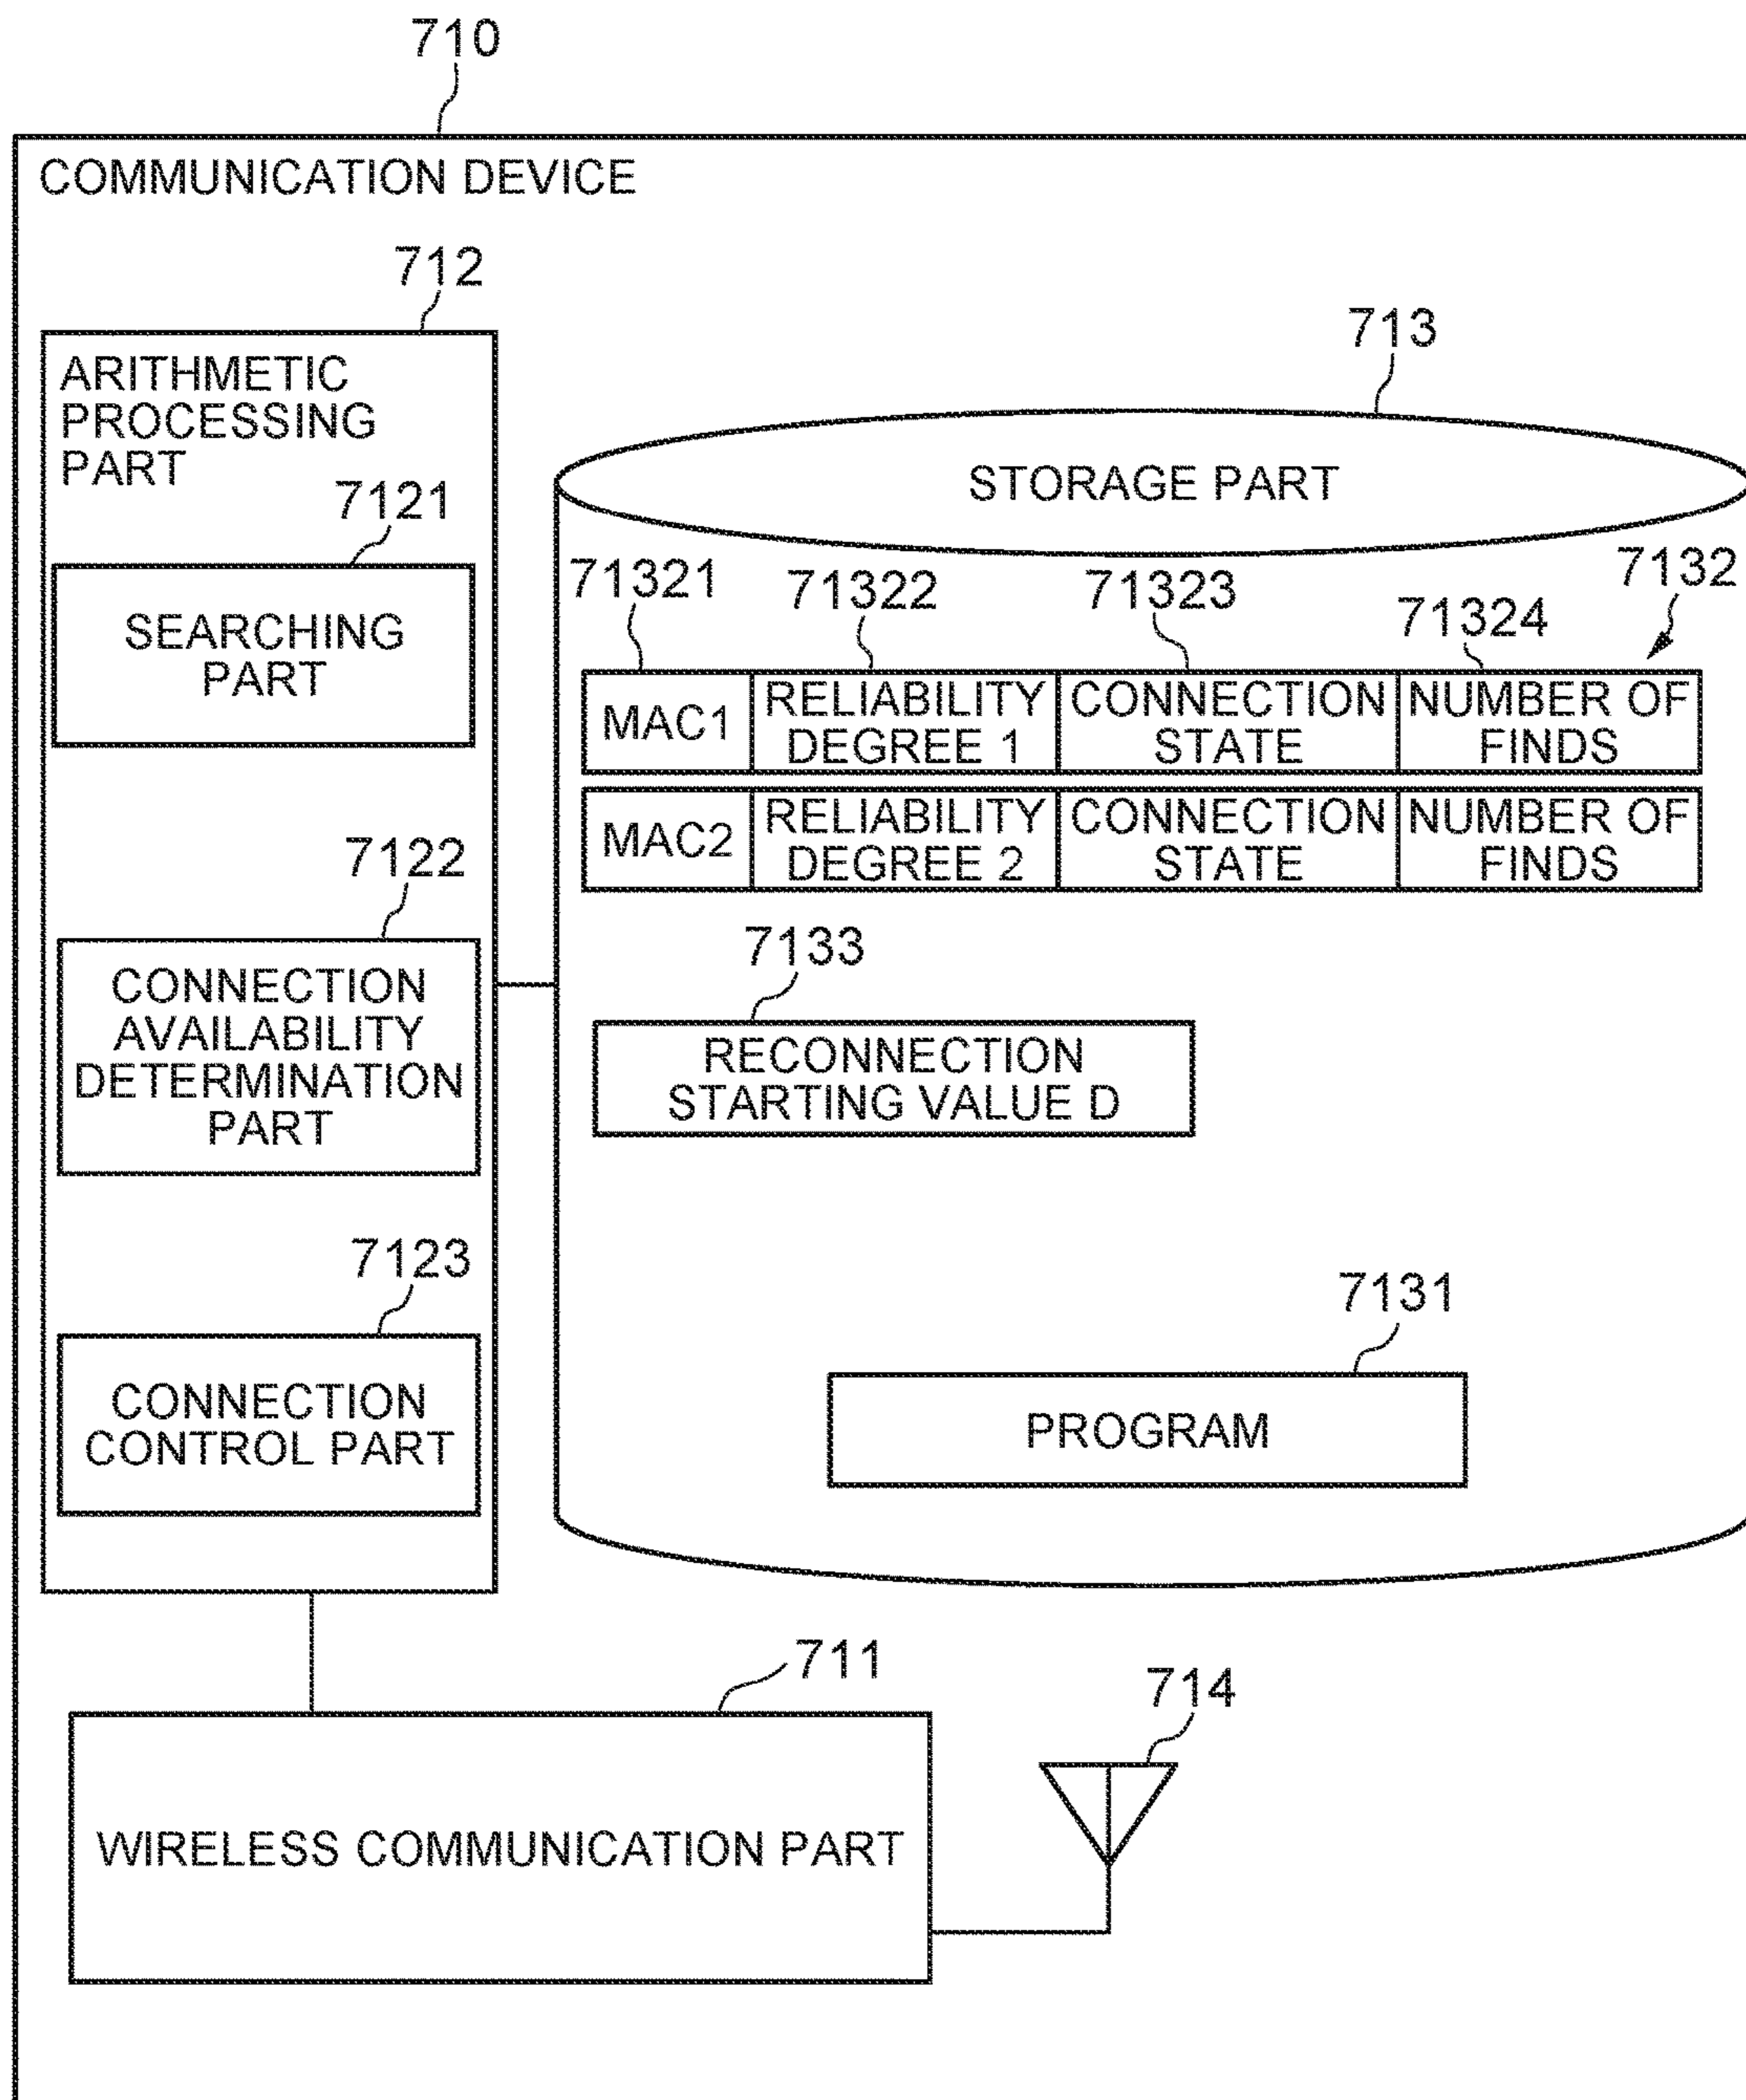 710
COMMUNICATION DEVICE
712
ARITHMETIC
PROCESSING
PART
7121
SEARCHING
PART
7122
CONNECTION
AVAILABILITY
DETERMINATION
PART
7123
CONNECTION
CONTROL PART
713
STORAGE PART
71321
71322
71323
71324
7132
MAC1
RELIABILITY
DEGREE 1
CONNECTION
STATE
NUMBER OF
FINDS
MAC2
RELIABILITY
DEGREE 2
CONNECTION
STATE
NUMBER OF
FINDS
7133
RECONNECTION
STARTING VALUE D
7131
PROGRAM
711
WIRELESS COMMUNICATION PART
714